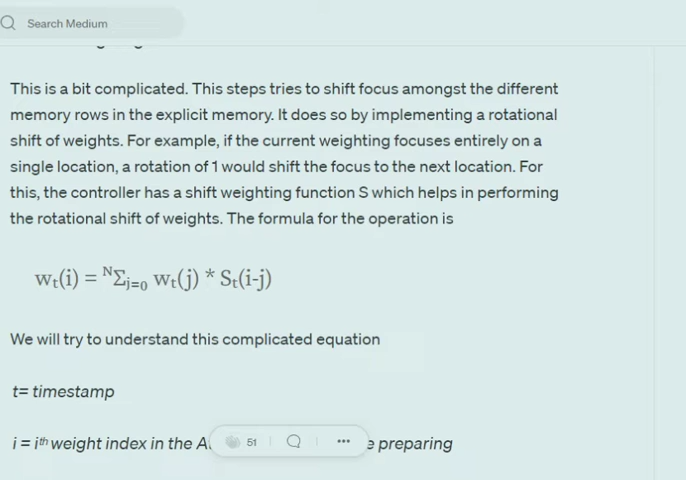 Search Medium
This is a bit complicated. This steps tries to shift focus amongst the different
memory rows in the explicit memory. It does so by implementing a rotational
shift of weights. For example, if the current weighting focuses entirely on a
single location, a rotation of 1 would shift the focus to the next location. For
this, the controller has a shift weighting function S which helps in performing
the rotational shift of weights. The formula for the operation is
wₜ(i) = ᴺΣⱼ₌₀ wₜ(j) * Sₜ(i-j)
We will try to understand this complicated equation
t= timestamp
i = iᵗʰ weight index in the preparing
51